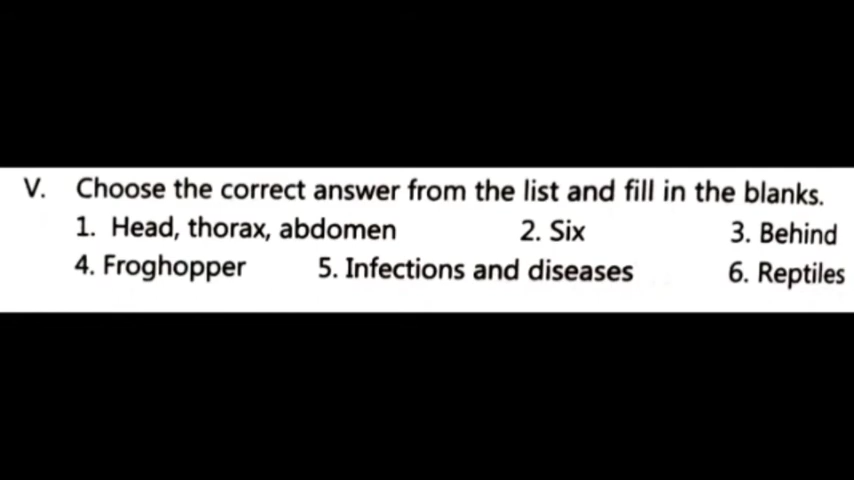 V. Choose the correct answer from the list and fill in the blanks.
1. Head, thorax, abdomen 2. Six 3. Behind
4. Froghopper 5. Infections and diseases 6. Reptiles